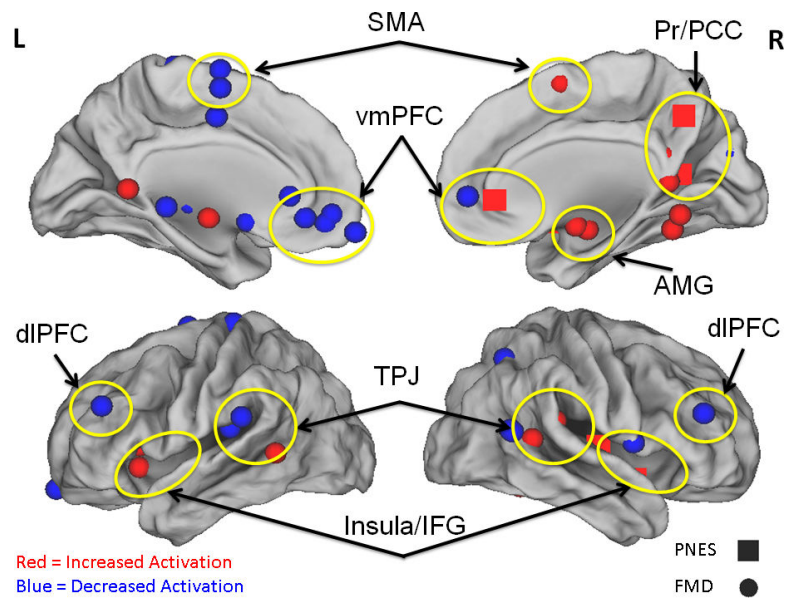 SMA
Pr/PCC
L
R
vmPFC
AMG
dlPFC
dlPFC
TPJ
Insula/IFG
PNES
Red = Increased Activation
Blue = Decreased Activation
FMD